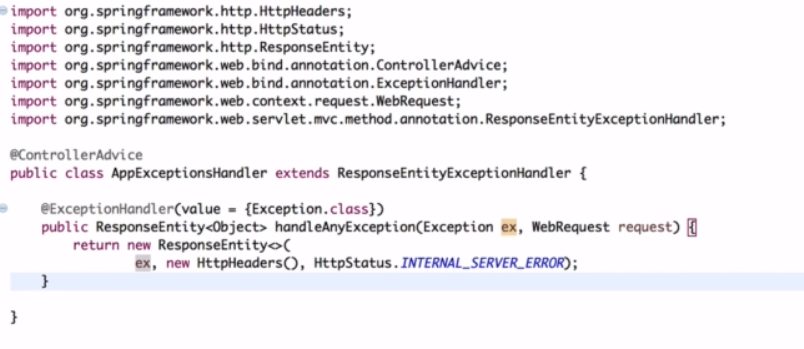 import org.springframework.http.HttpHeaders;
import org.springframework.http.HttpStatus;
import org.springframework.http.ResponseEntity;
import org.springframework.web.bind.annotation.ControllerAdvice;
import org.springframework.web.bind.annotation.ExceptionHandler;
import org.springframework.web.context.request.WebRequest;
import org.springframework.web.servlet.mvc.method.annotation.ResponseEntityExceptionHandler;

@ControllerAdvice
public class AppExceptionsHandler extends ResponseEntityExceptionHandler {

    @ExceptionHandler(value = {Exception.class})
    public ResponseEntity<Object> handleAnyException(Exception ex, WebRequest request) {
        return new ResponseEntity<>(
                ex, new HttpHeaders(), HttpStatus.INTERNAL_SERVER_ERROR);
    }

}